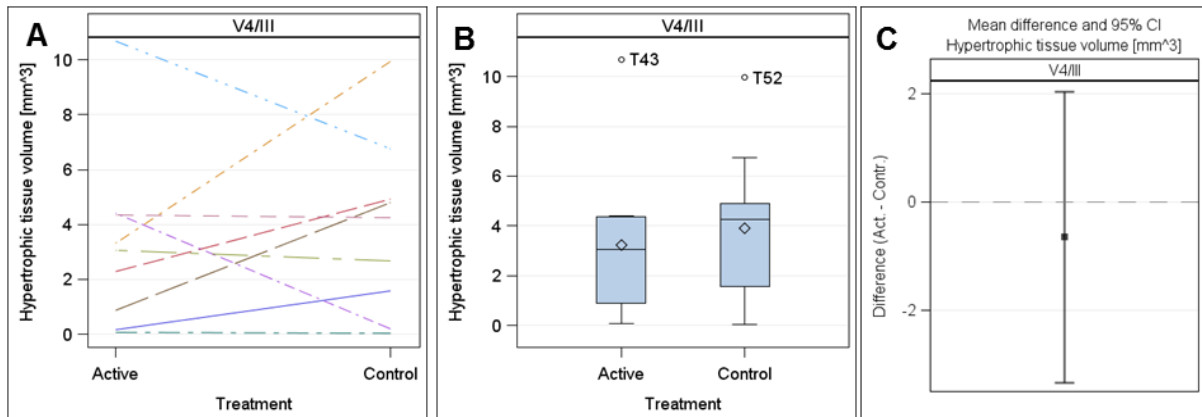 A
V4/III
Hypertrophic tissue volume [mm^3]
10
8
6
4
2
0
Active
Control
Treatment
B
V4/III
Hypertrophic tissue volume [mm^3]
10
8
6
4
2
0
T43
T52
Active
Control
Treatment
C
Mean difference and 95% CI
Hypertrophic tissue volume [mm^3]
V4/III
Difference (Act. - Contr.)
2
0
-2